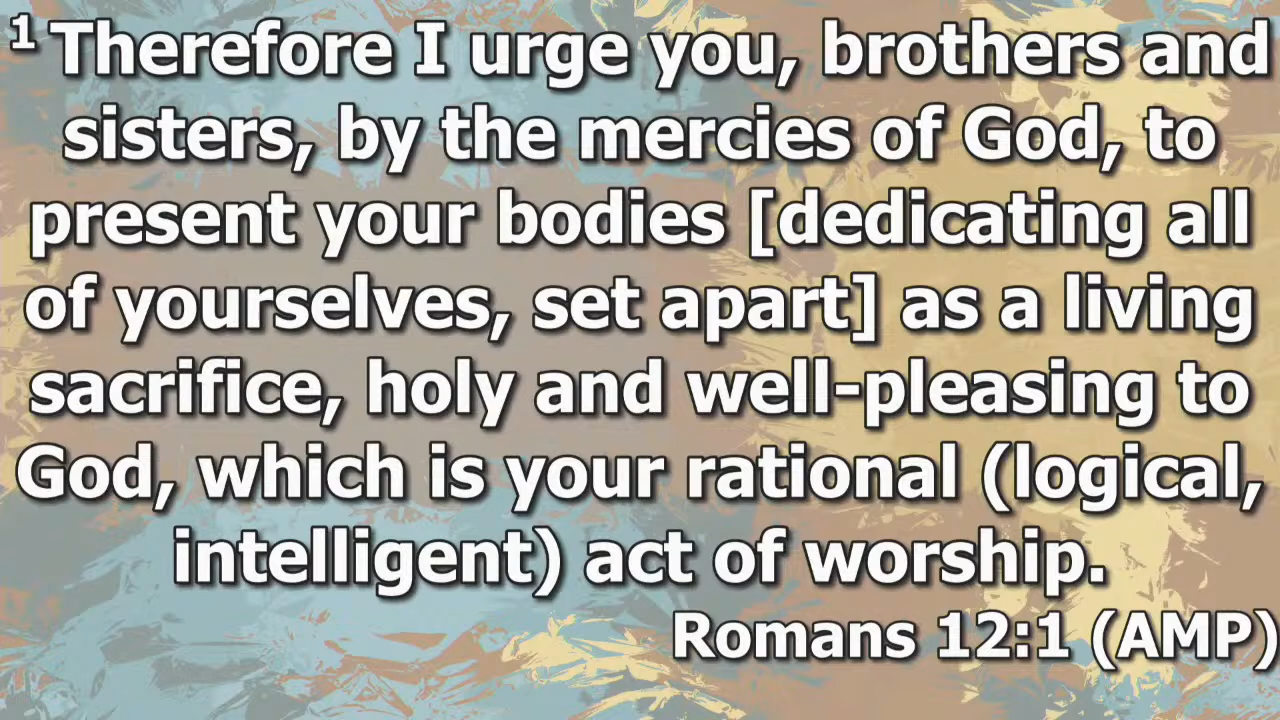 1 Therefore I urge you, brothers and
sisters, by the mercies of God, to
present your bodies [dedicating all
of yourselves, set apart] as a living
sacrifice, holy and well-pleasing to
God, which is your rational (logical,
intelligent) act of worship.
Romans 12:1 (AMP)